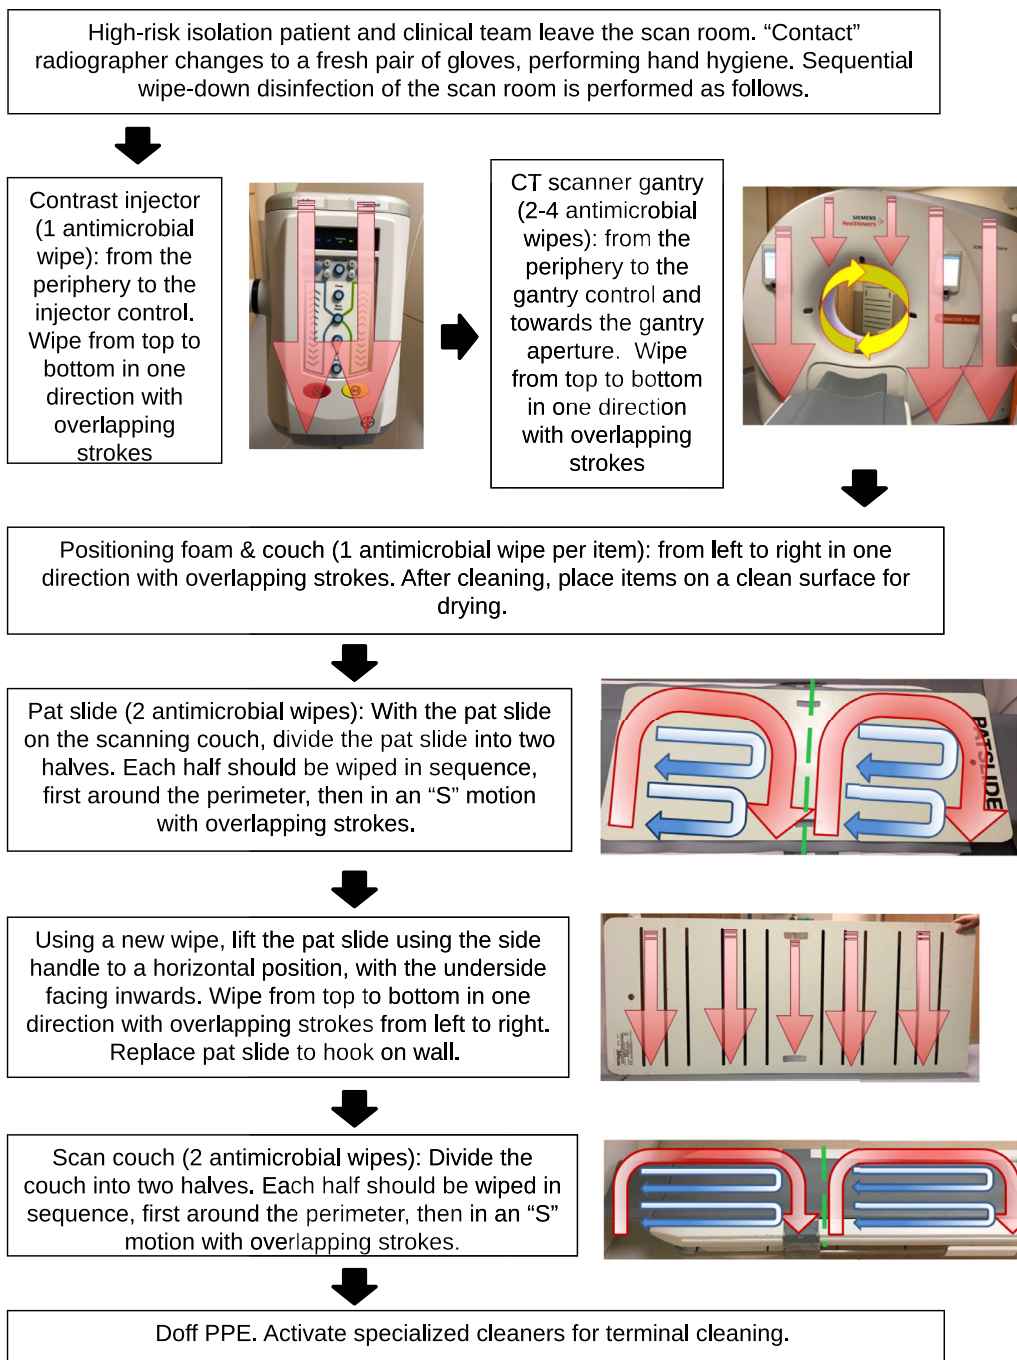 High-risk isolation patient and clinical team leave the scan room. “Contact”
radiographer changes to a fresh pair of gloves, performing hand hygiene. Sequential
wipe-down disinfection of the scan room is performed as follows.
Contrast injector
(1 antimicrobial
wipe): from the
periphery to the
injector control.
Wipe from top to
bottom in one
direction with
overlapping
strokes
CT scanner gantry
(2-4 antimicrobial
wipes): from the
periphery to the
gantry control and
towards the gantry
aperture.  Wipe
from top to bottom
in one direction
with overlapping
strokes
SIEMENS
Healthineers
Positioning foam & couch (1 antimicrobial wipe per item): from left to right in one
direction with overlapping strokes. After cleaning, place items on a clean surface for
drying.
Pat slide (2 antimicrobial wipes): With the pat slide
on the scanning couch, divide the pat slide into two
halves. Each half should be wiped in sequence,
first around the perimeter, then in an “S” motion
with overlapping strokes.
PATSLIDE
Using a new wipe, lift the pat slide using the side
handle to a horizontal position, with the underside
facing inwards. Wipe from top to bottom in one
direction with overlapping strokes from left to right.
Replace pat slide to hook on wall.
Scan couch (2 antimicrobial wipes): Divide the
couch into two halves. Each half should be wiped in
sequence, first around the perimeter, then in an “S”
motion with overlapping strokes.
Doff PPE. Activate specialized cleaners for terminal cleaning.